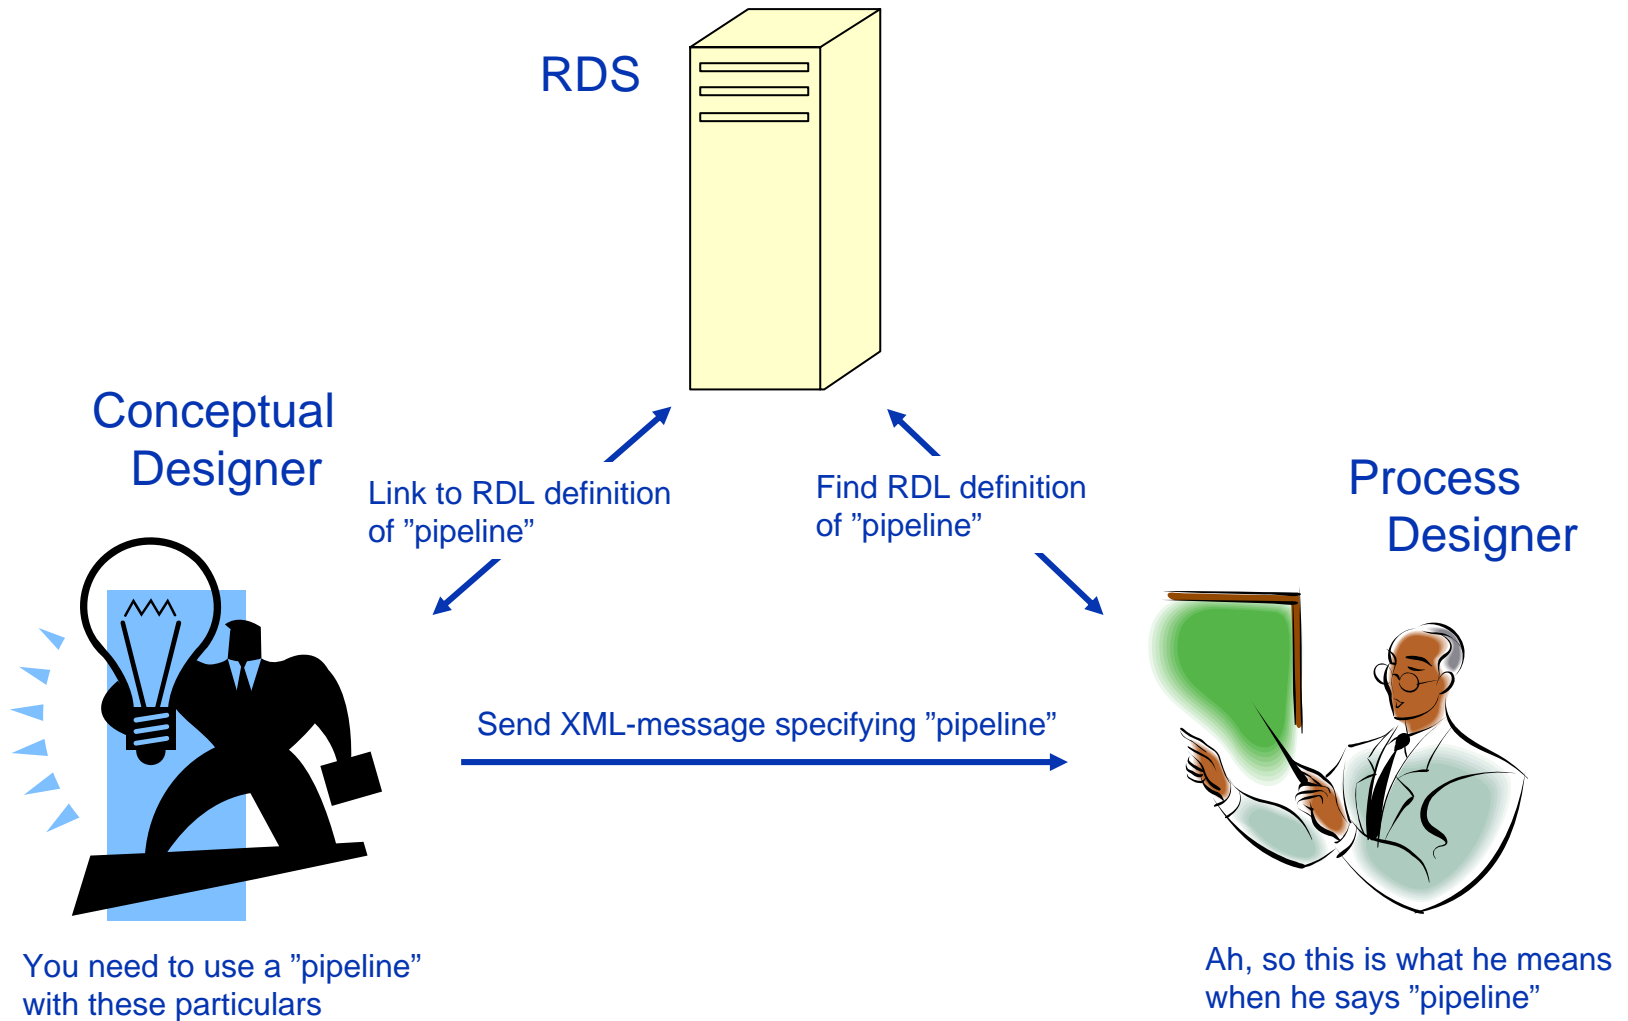 RDS
Conceptual
Designer
Link to RDL definition
of ”pipeline”
Find RDL definition
of ”pipeline”
Process
Designer
Send XML-message specifying ”pipeline”
You need to use a ”pipeline”
with these particulars
Ah, so this is what he means
when he says ”pipeline”